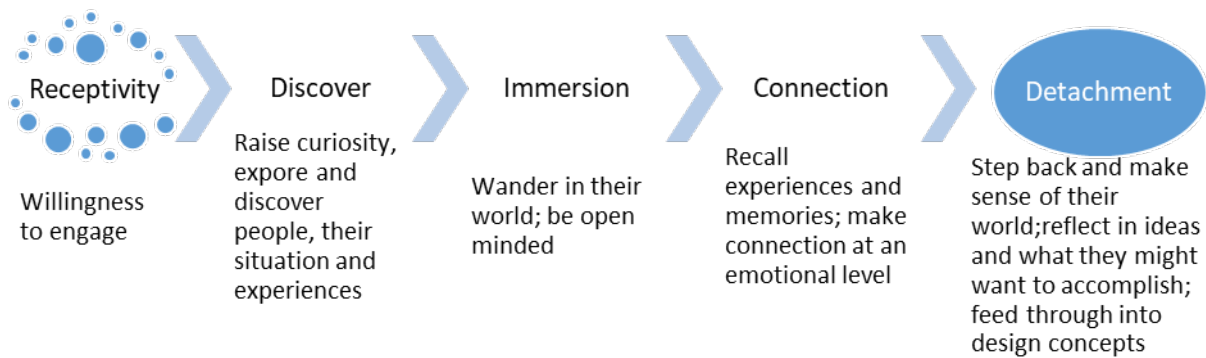 Receptivity
Willingness
to engage
Discover
Raise curiosity,
expore and
discover
people, their
situation and
experiences
Immersion
Wander in their
world; be open
minded
Connection
Recall
experiences and
memories; make
connection at an
emotional level
Detachment
Step back and make
sense of their
world;reflect in ideas
and what they might
want to accomplish;
feed through into
design concepts